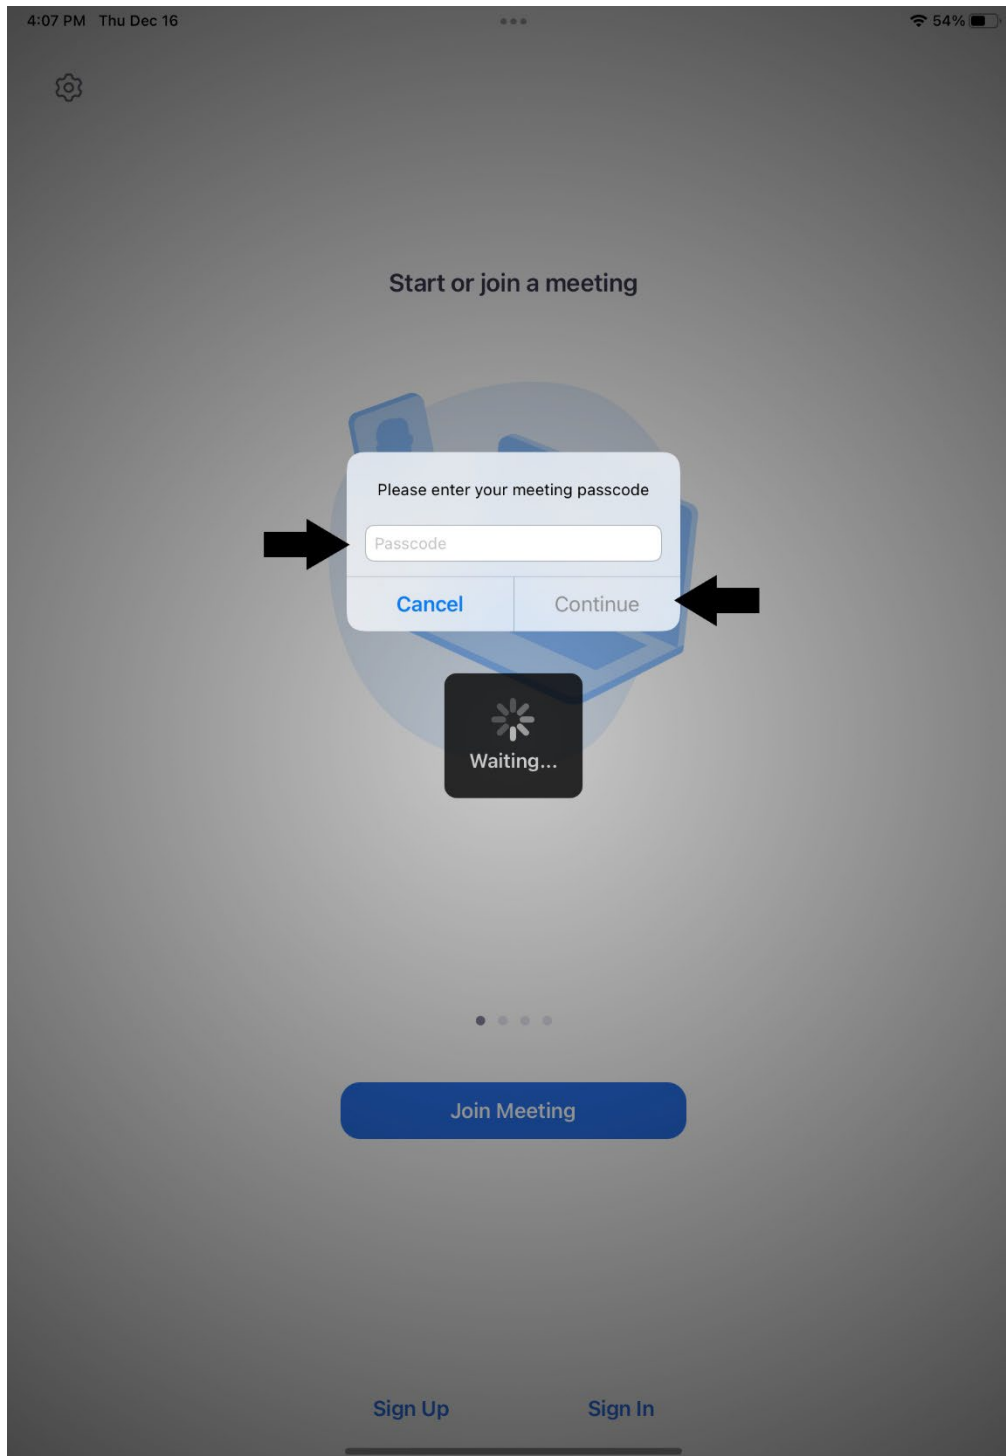 4:07 PM Thu Dec 16 54%
Start or join a meeting
Please enter your meeting passcode
Passcode
Cancel Continue
Waiting...
Join Meeting
Sign Up Sign In